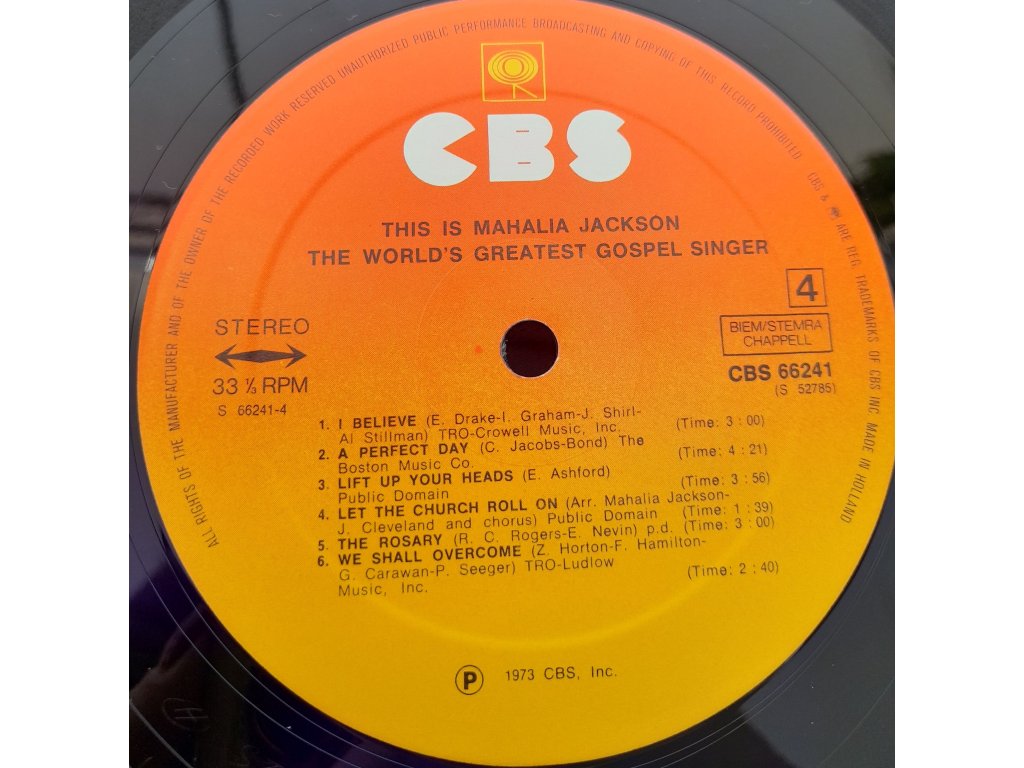 ALL RIGHTS OF THE MANUFACTURER AND OF THE OWNER OF THE RECORDED WORK RESERVED UNAUTHORIZED PUBLIC PERFORMANCE BROADCASTING AND COPYING OF THIS RECORD PROHIBITED
CBS & ARE REG. TRADEMARKS OF CBS INC. MADE IN HOLLAND
CBS
THIS IS MAHALIA JACKSON
THE WORLD'S GREATEST GOSPEL SINGER
4
STEREO
BIEM/STEMRA
CHAPPELL
33 ⅓ RPM
CBS 66241
S 66241-4
(S 52785)
1. I BELIEVE (E. Drake-I. Graham-J. Shirl-
Al Stillman) TRO-Crowell Music, Inc. (Time: 3 : 00)
2. A PERFECT DAY (C. Jacobs-Bond) The
Boston Music Co. (Time: 4 : 21)
3. LIFT UP YOUR HEADS (E. Ashford)
Public Domain (Time: 3 : 56)
4. LET THE CHURCH ROLL ON (Arr. Mahalia Jackson-
J. Cleveland and chorus) Public Domain (Time: 1 : 39)
5. THE ROSARY (R. C. Rogers-E. Nevin) p.d. (Time: 3 : 00)
6. WE SHALL OVERCOME (Z. Horton-F. Hamilton-
G. Carawan-P. Seeger) TRO-Ludlow
Music, Inc. (Time: 2 : 40)
℗ 1973 CBS, Inc.